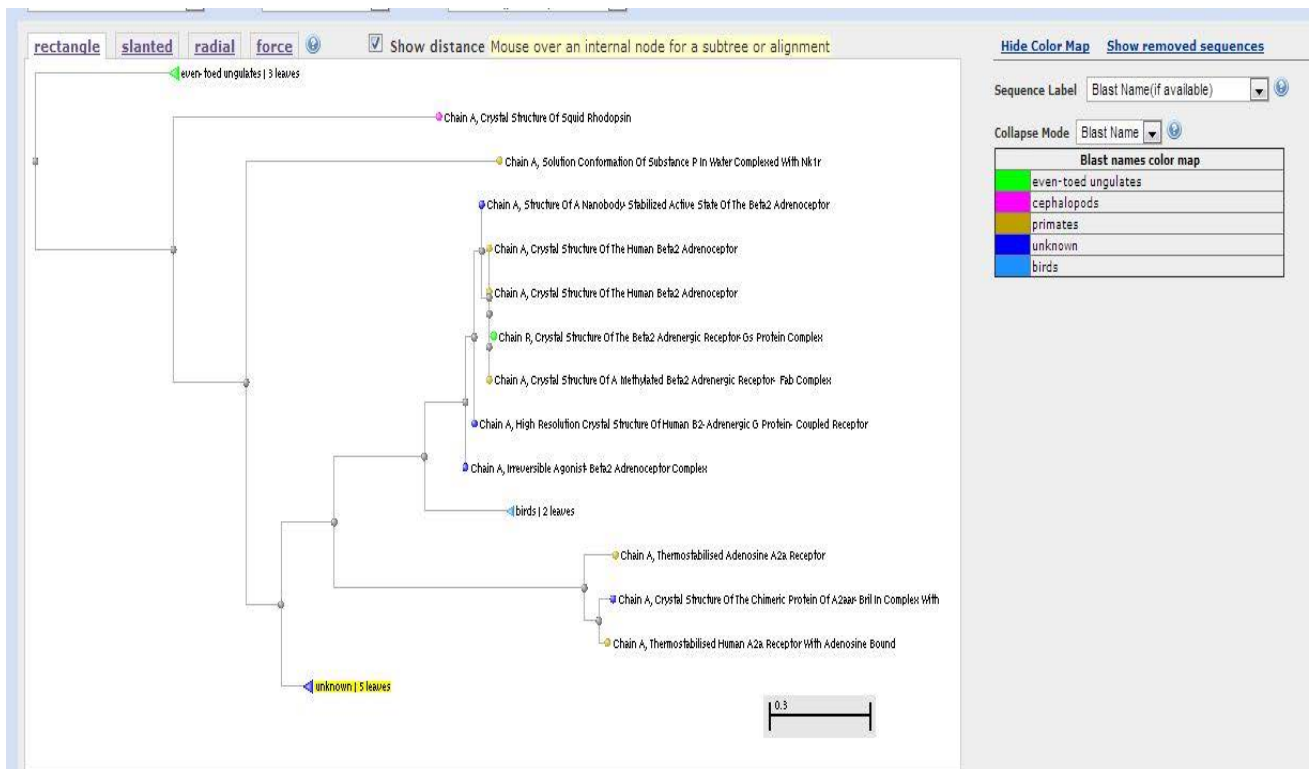 rectangle slanted radial force Show distance Mouse over an internal node for a subtree or alignment
Hide Color Map Show removed sequences
even-toed ungulates | 3 leaves
Sequence Label Blast Name(if available)
Chain A, Crystal Structure Of Squid Rhodopsin
Collapse Mode Blast Name
Chain A, Solution Conformation Of Substance P In Water Complexed With Nk1r
Blast names color map
even-toed ungulates
cephalopods
primates
unknown
birds
Chain A, Structure Of A Nanobody- Stabilized Active State Of The Beta2 Adrenoceptor
Chain A, Crystal Structure Of The Human Beta2 Adrenoceptor
Chain A, Crystal Structure Of The Human Beta2 Adrenoceptor
Chain R, Crystal Structure Of The Beta2 Adrenergic Receptor- Gs Protein Complex
Chain A, Crystal Structure Of A Methylated Beta2 Adrenergic Receptor- Fab Complex
Chain A, High Resolution Crystal Structure Of Human B2- Adrenergic G Protein- Coupled Receptor
Chain A, Irreversible Agonist- Beta2 Adrenoceptor Complex
birds | 2 leaves
Chain A, Thermostabilised Adenosine A2a Receptor
Chain A, Crystal Structure Of The Chimeric Protein Of A2aar- Bril In Complex With
Chain A, Thermostabilised Human A2a Receptor With Adenosine Bound
unknown | 5 leaves
0.3